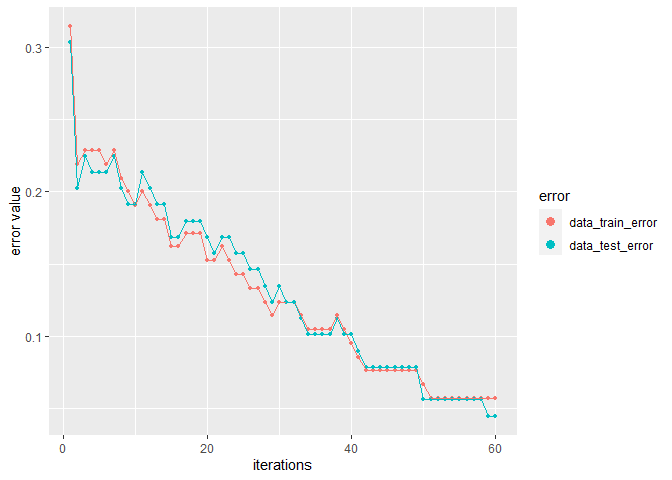 0.3
0.2
0.1
error value
0
20
40
60
iterations
error
data_train_error
data_test_error